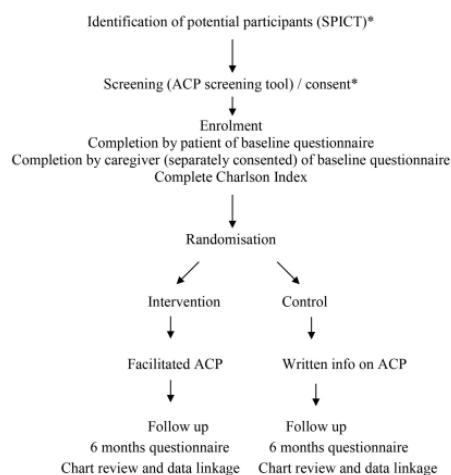 Identification of potential participants (SPICT)*
Screening (ACP screening tool) / consent*
Enrolment
Completion by patient of baseline questionnaire
Completion by caregiver (separately consented) of baseline questionnaire
Complete Charlson Index
Randomisation
Intervention
Control
Facilitated ACP
Written info on ACP
Follow up
6 months questionnaire
Chart review and data linkage
Follow up
6 months questionnaire
Chart review and data linkage